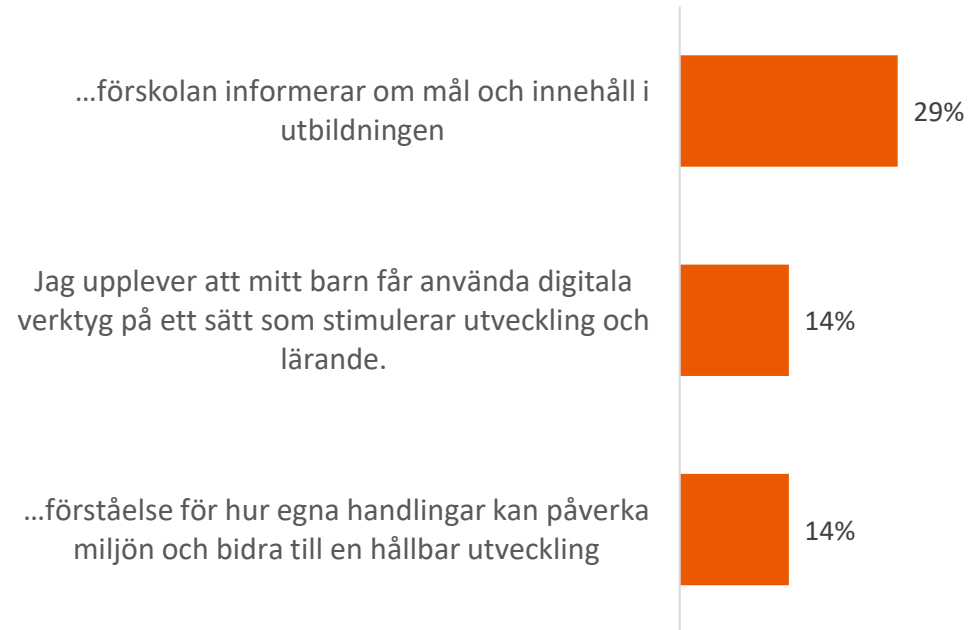 ...förskolan informerar om mål och innehåll i
utbildningen
29%
Jag upplever att mitt barn får använda digitala
verktyg på ett sätt som stimulerar utveckling och
lärande.
14%
...förståelse för hur egna handlingar kan påverka
miljön och bidra till en hållbar utveckling
14%